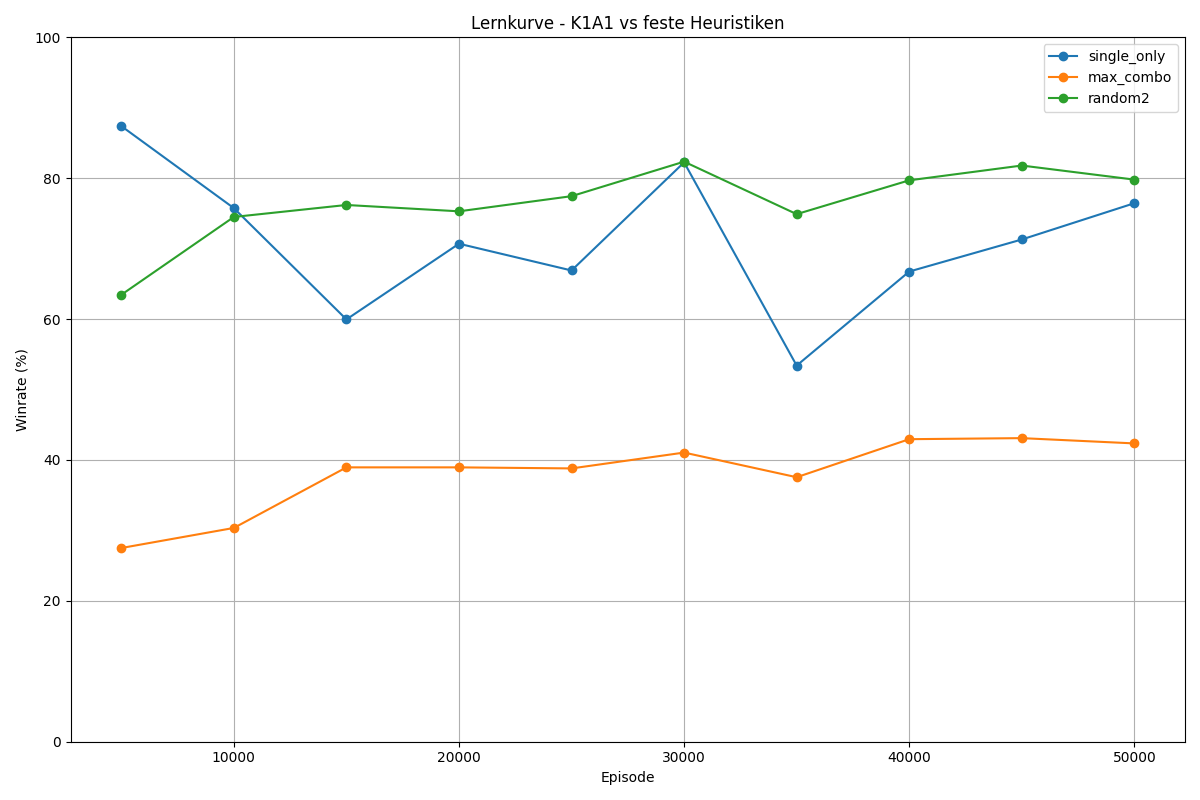 Lernkurve - K1A1 vs feste Heuristiken
single_only
max_combo
random2
Winrate (%)
100
80
60
40
20
0
10000
20000
30000
40000
50000
Episode